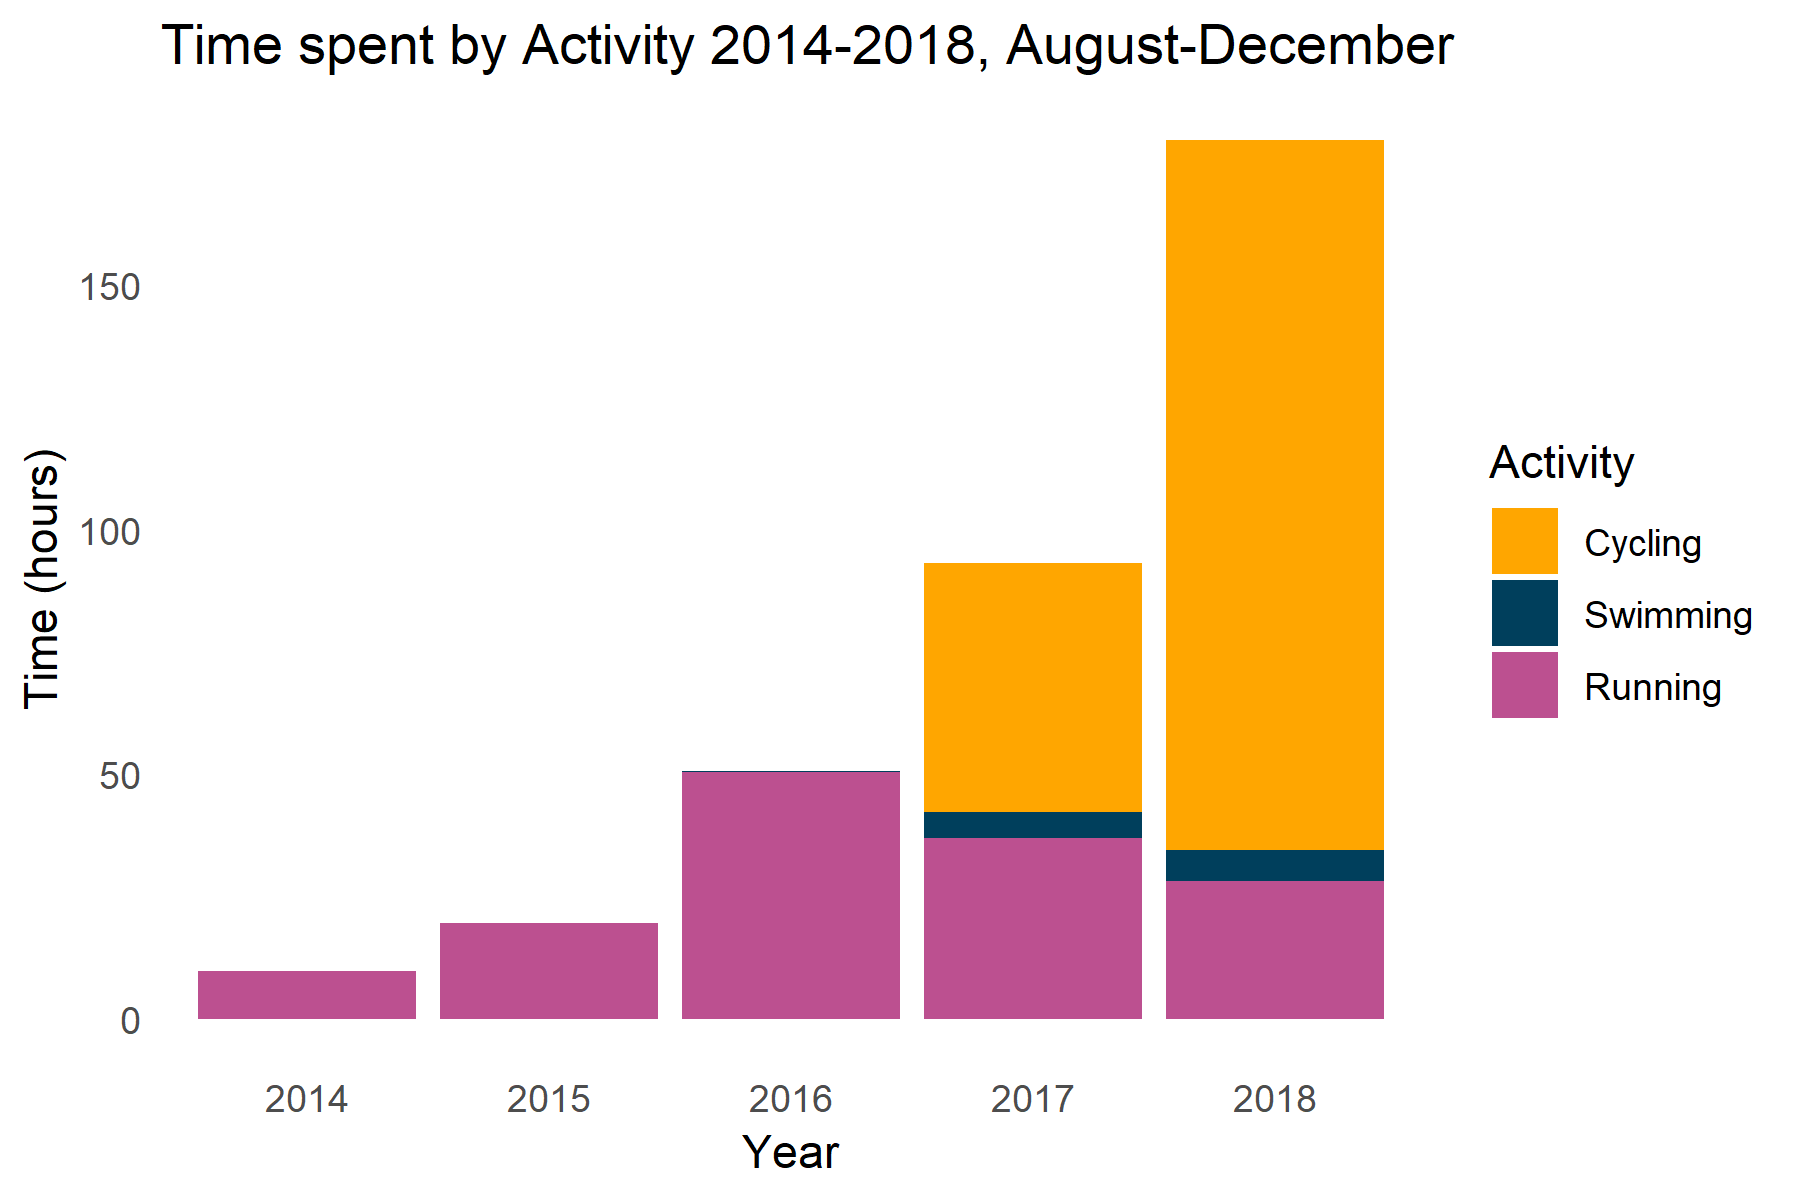 Time spent by Activity 2014-2018, August-December
Time (hours)
150
100
50
0
2014 2015 2016 2017 2018
Year
Activity
Cycling
Swimming
Running